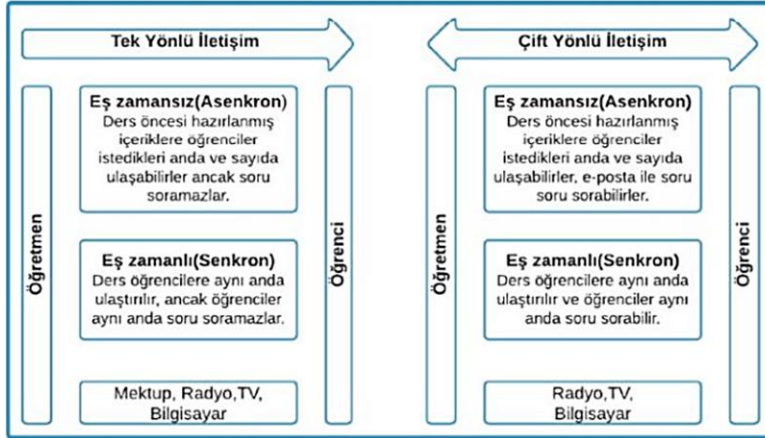 Tek Yönlü İletişim
Öğretmen
Eş zamansız(Asenkron)
Ders öncesi hazırlanmış
içeriklere öğrenciler
istedikleri anda ve sayıda
ulaşabilirler ancak soru
soramazlar.
Eş zamanlı(Senkron)
Ders öğrencilere aynı anda
ulaştırılır, ancak öğrenciler
aynı anda soru soramazlar.
Mektup, Radyo,TV,
Bilgisayar
Öğrenci
Çift Yönlü İletişim
Öğretmen
Eş zamansız(Asenkron)
Ders öncesi hazırlanmış
içeriklere öğrenciler
istedikleri anda ve sayıda
ulaşabilirler, e-posta ile soru
soru sorabilirler.
Eş zamanlı(Senkron)
Ders öğrencilere aynı anda
ulaştırılır ve öğrenciler aynı
anda soru sorabilir.
Radyo,TV,
Bilgisayar
Öğrenci